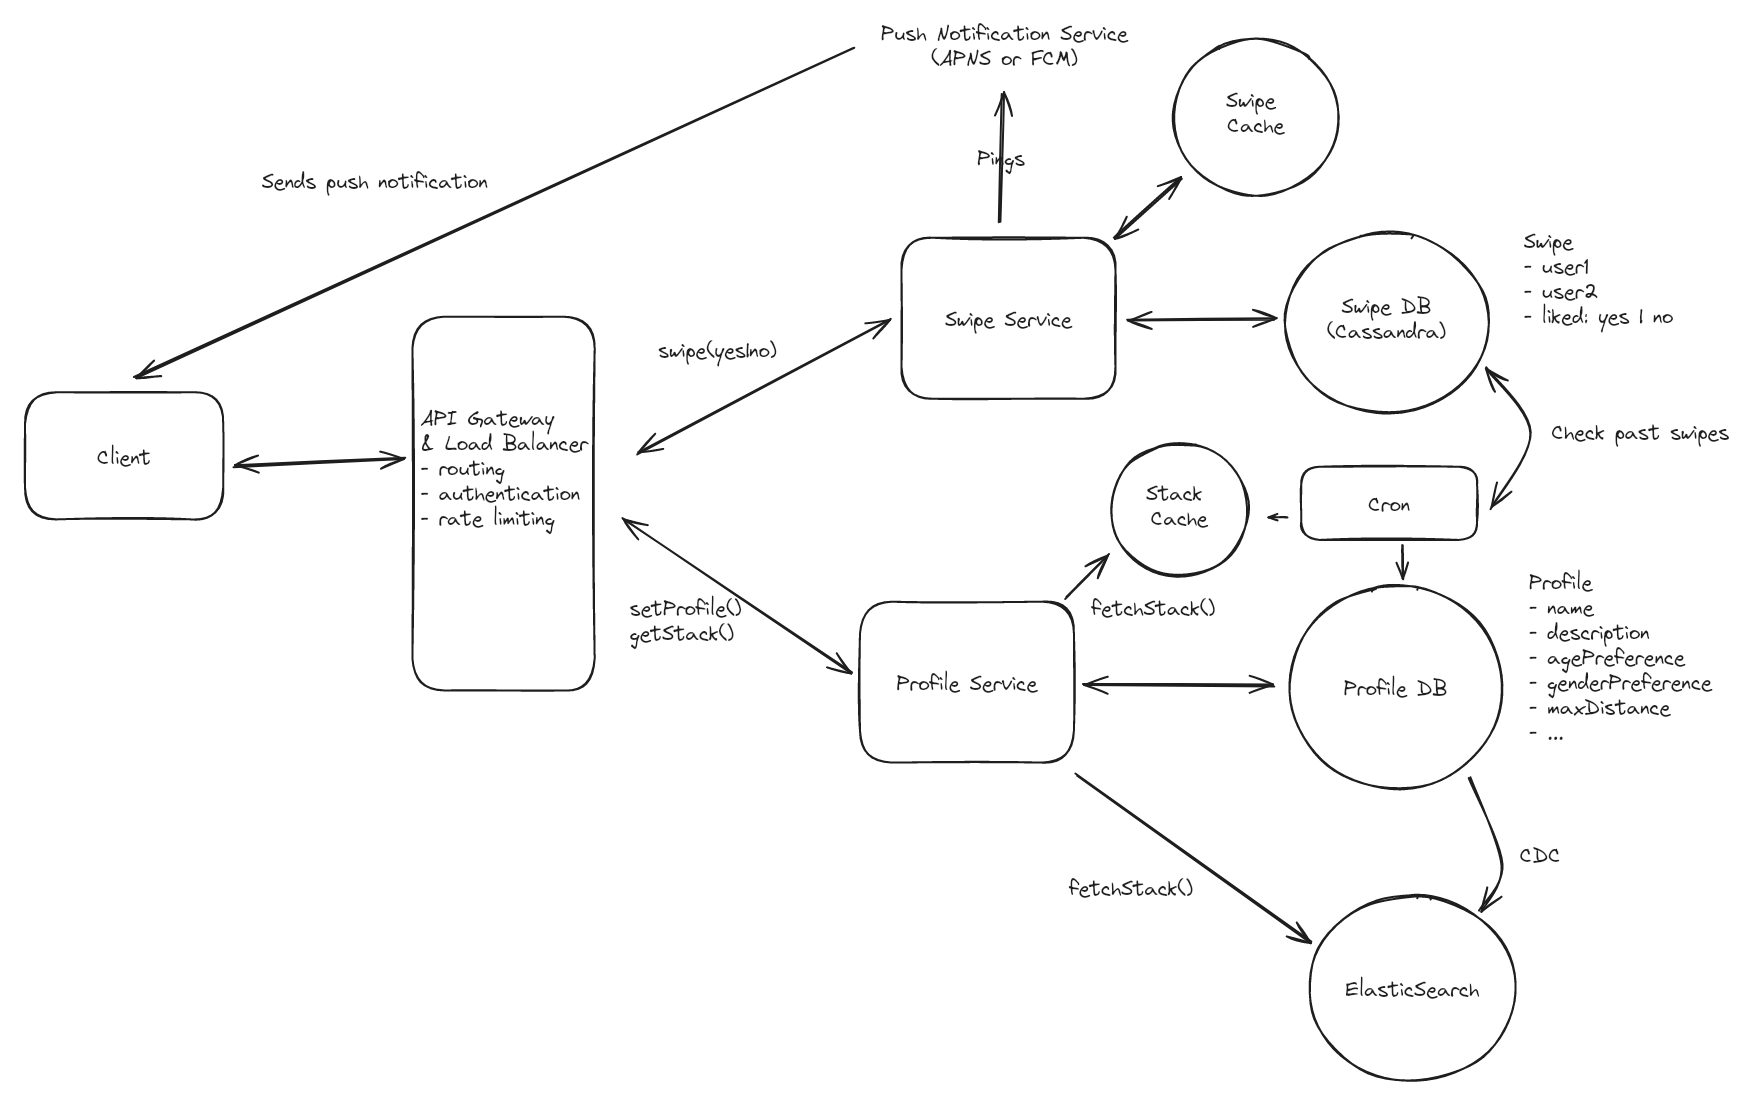 Push Notification Service
(APNS or FCM)
Swipe
Cache
Pings
Sends push notification
Swipe
- user1
- user2
- liked: yes | no
Swipe DB
(Cassandra)
Swipe Service
swipe(yes|no)
API Gateway
& Load Balancer
- routing
- authentication
- rate limiting
Client
Check past swipes
Stack
Cache
Cron
Profile
- name
- description
- agePreference
- genderPreference
- maxDistance
- ...
setProfile()
getStack()
fetchStack()
Profile Service
Profile DB
CDC
fetchStack()
ElasticSearch